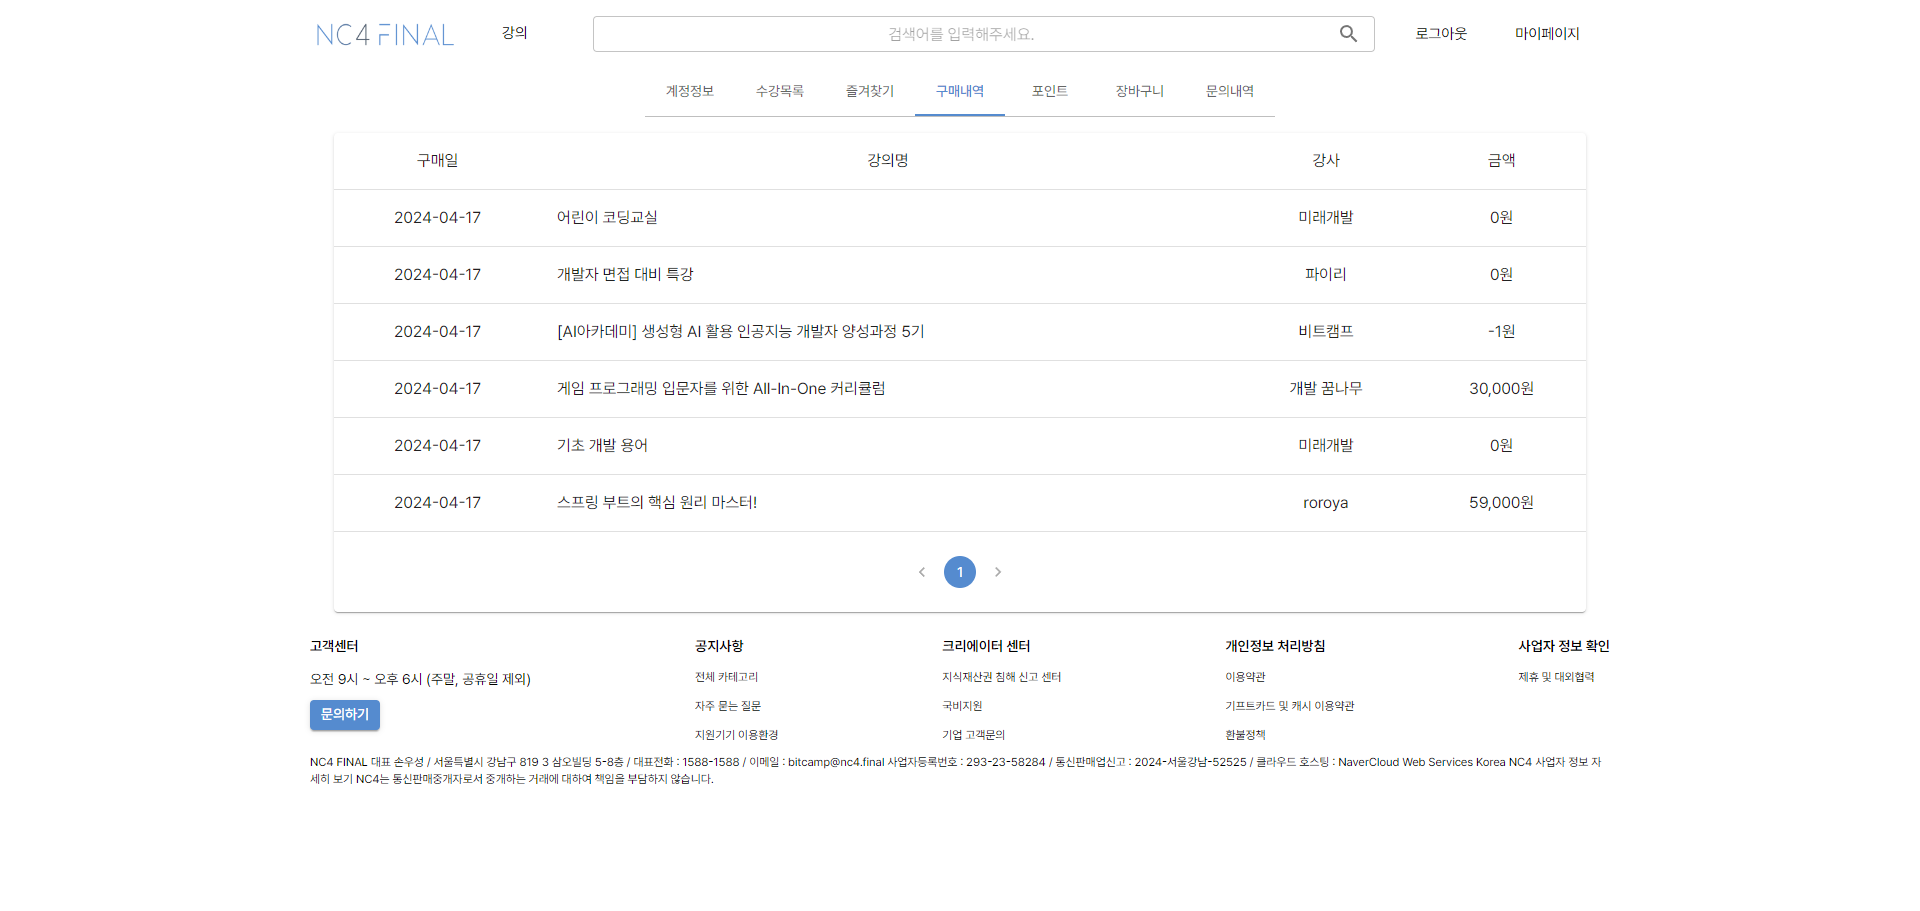 NC4 FINAL 강의 검색어를 입력해주세요. 로그아웃 마이페이지
계정정보 수강목록 즐겨찾기 구매내역 포인트 장바구니 문의내역
구매일 강의명 강사 금액
2024-04-17 어린이 코딩교실 미래개발 0원
2024-04-17 개발자 면접 대비 특강 파이리 0원
2024-04-17 [AI아카데미] 생성형 AI 활용 인공지능 개발자 양성과정 5기 비트캠프 -1원
2024-04-17 게임 프로그래밍 입문자를 위한 All-In-One 커리큘럼 개발 꿈나무 30,000원
2024-04-17 기초 개발 용어 미래개발 0원
2024-04-17 스프링 부트의 핵심 원리 마스터! roroya 59,000원
1
고객센터 공지사항 크리에이터 센터 개인정보 처리방침 사업자 정보 확인
오전 9시 ~ 오후 6시 (주말, 공휴일 제외) 전체 카테고리 지식재산권 침해 신고 센터 이용약관 제휴 및 대외협력
문의하기 자주 묻는 질문 국비지원 기프트카드 및 캐시 이용약관
지원기기 이용환경 기업 고객문의 환불정책
NC4 FINAL 대표 손우성 / 서울특별시 강남구 819 3 삼오빌딩 5-8층 / 대표전화 : 1588-1588 / 이메일 : bitcamp@nc4.final 사업자등록번호 : 293-23-58284 / 통신판매업신고 : 2024-서울강남-52525 / 클라우드 호스팅 : NaverCloud Web Services Korea NC4 사업자 정보 자
세히 보기 NC4는 통신판매중개자로서 중개하는 거래에 대하여 책임을 부담하지 않습니다.